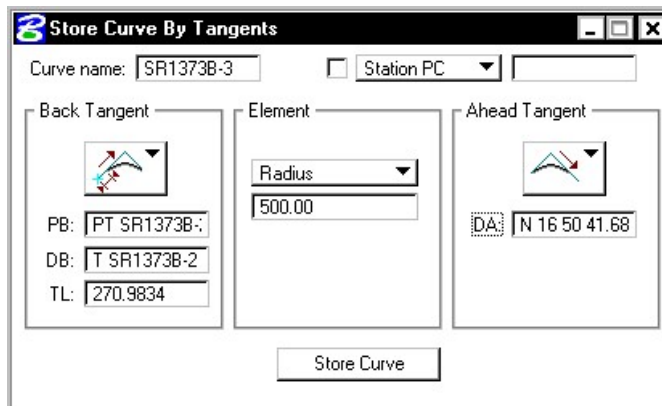 Store Curve By Tangents
Curve name: SR1373B-3 Station PC
Back Tangent
PB: PT SR1373B-
DB: T SR1373B-2
TL: 270.9834
Element
Radius
500.00
Ahead Tangent
DA: N 16 50 41.68
Store Curve